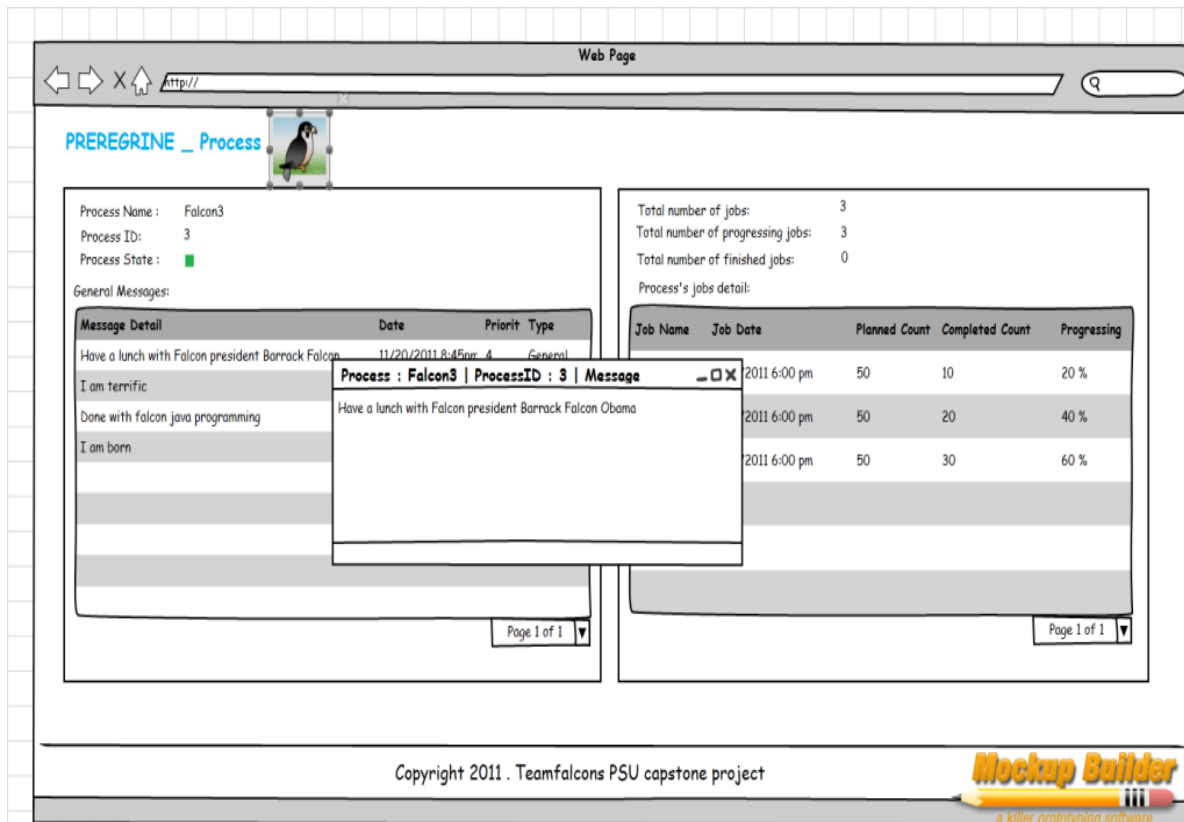 Web Page
http://
PREREGRINE _ Process
Process Name : Falcon3
Process ID: 3
Process State :
General Messages:
Message Detail Date Priorit Type
Have a lunch with Falcon president Barrack Falcon 11/20/2011 8:45pm 4 General
I am terrific
Done with falcon java programming
I am born
Page 1 of 1
Process : Falcon3 | ProcessID : 3 | Message
Have a lunch with Falcon president Barrack Falcon Obama
Total number of jobs: 3
Total number of progressing jobs: 3
Total number of finished jobs: 0
Process's jobs detail:
Job Name Job Date Planned Count Completed Count Progressing
/2011 6:00 pm 50 10 20 %
/2011 6:00 pm 50 20 40 %
/2011 6:00 pm 50 30 60 %
Page 1 of 1
Copyright 2011 . Teamfalcons PSU capstone project
Mockup Builder
a killer prototyping software